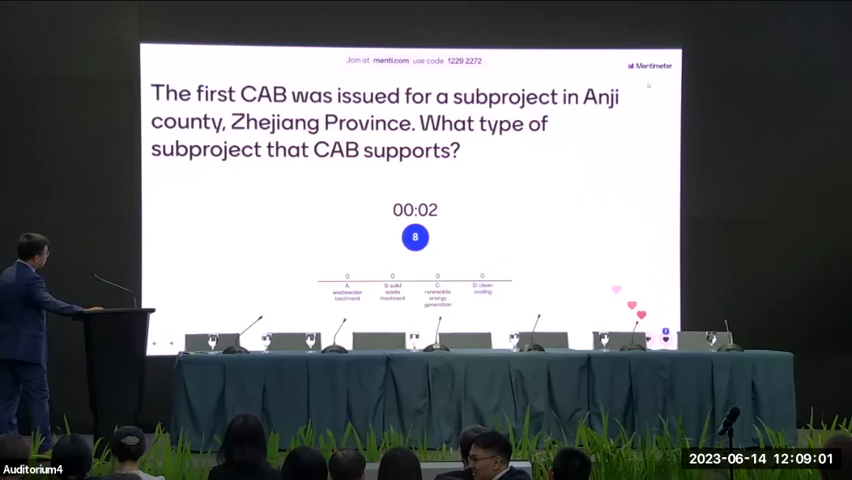 Join at menti.com use code 1229 2272
Mentimeter
The first CAB was issued for a subproject in Anji
county, Zhejiang Province. What type of
subproject that CAB supports?
00:02
8
0 0 0 0
A. wastewater treatment
B solid waste treatment
C renewable energy generation
D clean cooling
2
Auditorium4
2023-06-14 12:09:01